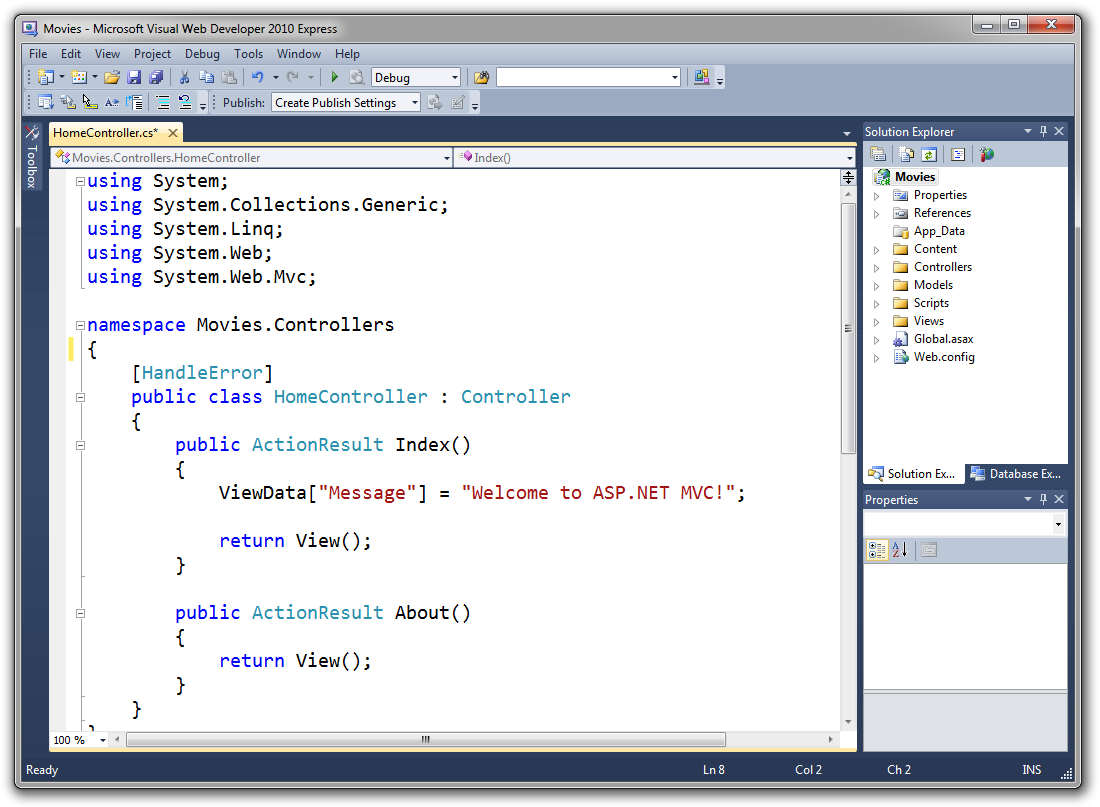 Movies - Microsoft Visual Web Developer 2010 Express
File Edit View Project Debug Tools Window Help
Debug
Publish: Create Publish Settings
Toolbox
HomeController.cs*
Movies.Controllers.HomeController
Index()
using System;
using System.Collections.Generic;
using System.Linq;
using System.Web;
using System.Web.Mvc;
namespace Movies.Controllers
{
[HandleError]
public class HomeController : Controller
{
public ActionResult Index()
{
ViewData["Message"] = "Welcome to ASP.NET MVC!";
return View();
}
public ActionResult About()
{
return View();
}
}
}
100 %
Solution Explorer
Movies
Properties
References
App_Data
Content
Controllers
Models
Scripts
Views
Global.asax
Web.config
Solution Ex...
Database Ex...
Properties
Ready
Ln 8
Col 2
Ch 2
INS